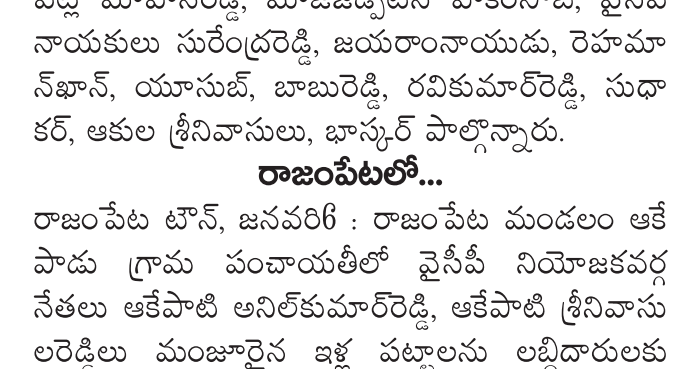 నాయకులు సురేంద్రరెడ్డి, జయరాంనాయుడు, రెహమా
న్‌ఖాన్, యూసుబ్, బాబురెడ్డి, రవికుమార్‌రెడ్డి, సుధా
కర్, ఆకుల శ్రీనివాసులు, భాస్కర్ పాల్గొన్నారు.
రాజంపేటలో...
రాజంపేట టౌన్, జనవరి6 : రాజంపేట మండలం ఆకే
పాడు గ్రామ పంచాయతీలో వైసీపీ నియోజకవర్గ
నేతలు ఆకేపాటి అనిల్‌కుమార్‌రెడ్డి, ఆకేపాటి శ్రీనివాసు
లరెడ్డిలు మంజూరైన ఇళ్ల పట్టాలను లబ్ధిదారులకు